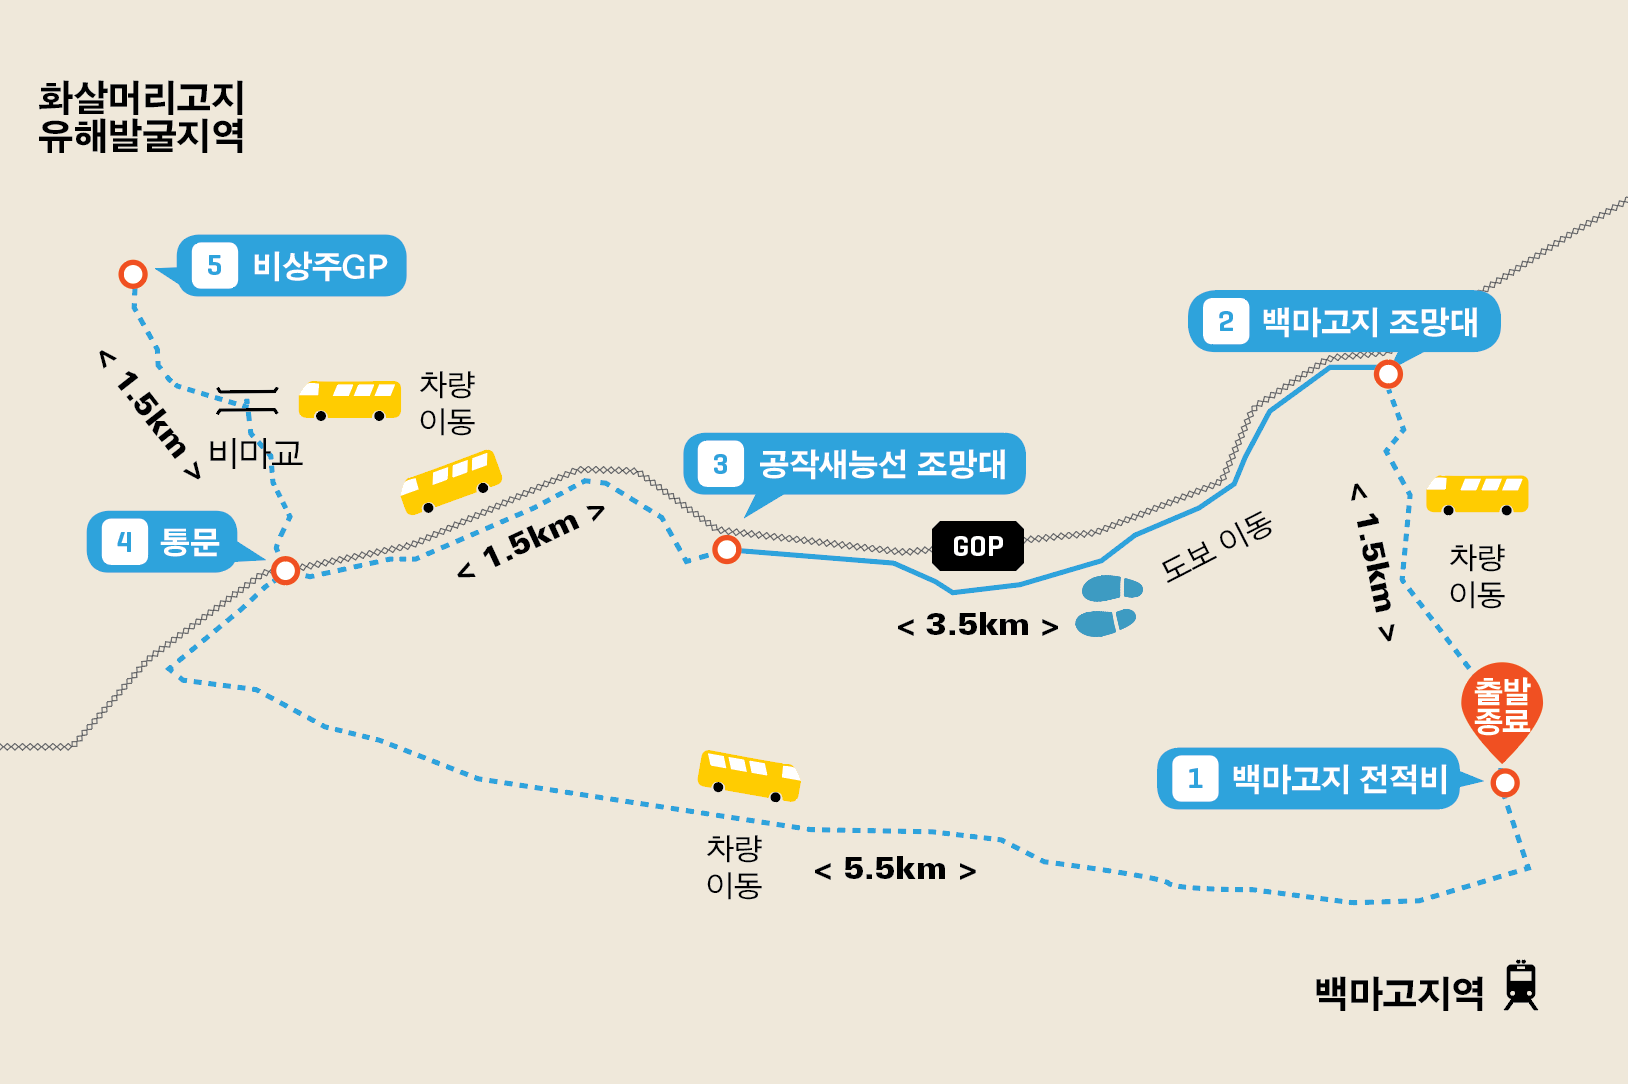 화살머리고지
유해발굴지역
5 비상주GP
2 백마고지 조망대
< 1.5km >
비마교
차량
이동
3 공작새능선 조망대
4 통문
< 1.5km >
GOP
도보 이동
< 3.5km >
< 1.5km >
차량
이동
출발
종료
1 백마고지 전적비
차량
이동
< 5.5km >
백마고지역